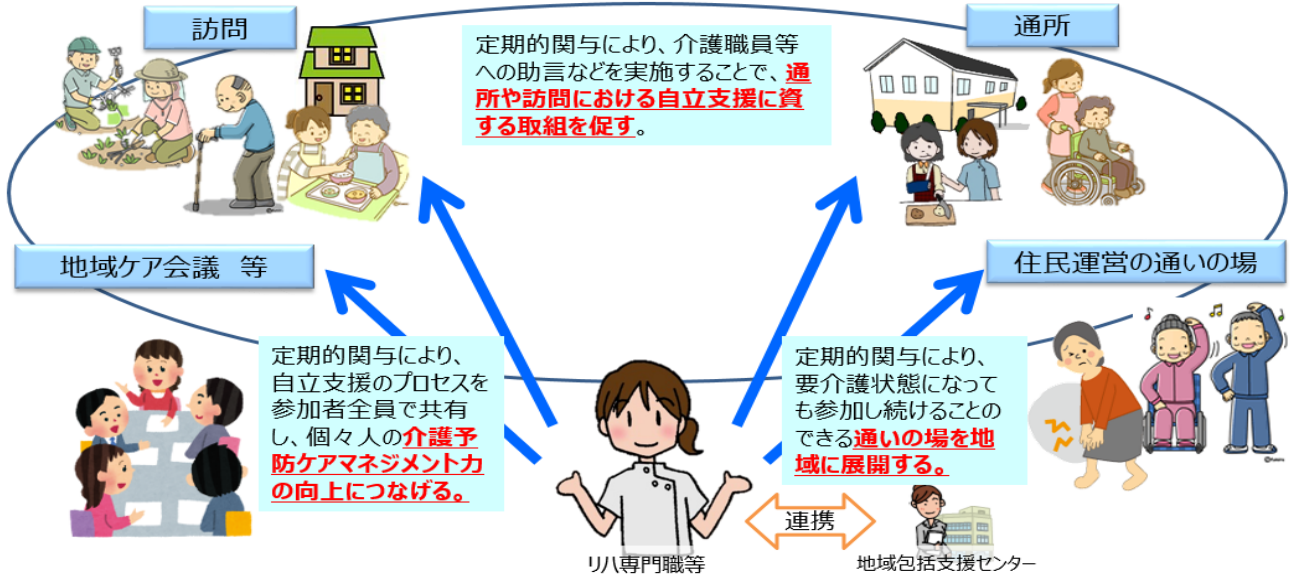 訪問
通所
定期的関与により、介護職員等
への助言などを実施することで、通
所や訪問における自立支援に資
する取組を促す。
地域ケア会議　等
住民運営の通いの場
定期的関与により、
自立支援のプロセスを
参加者全員で共有
し、個々人の介護予
防ケアマネジメント力
の向上につなげる。
定期的関与により、
要介護状態になって
も参加し続けることの
できる通いの場を地
域に展開する。
連携
リハ専門職等
地域包括支援センター